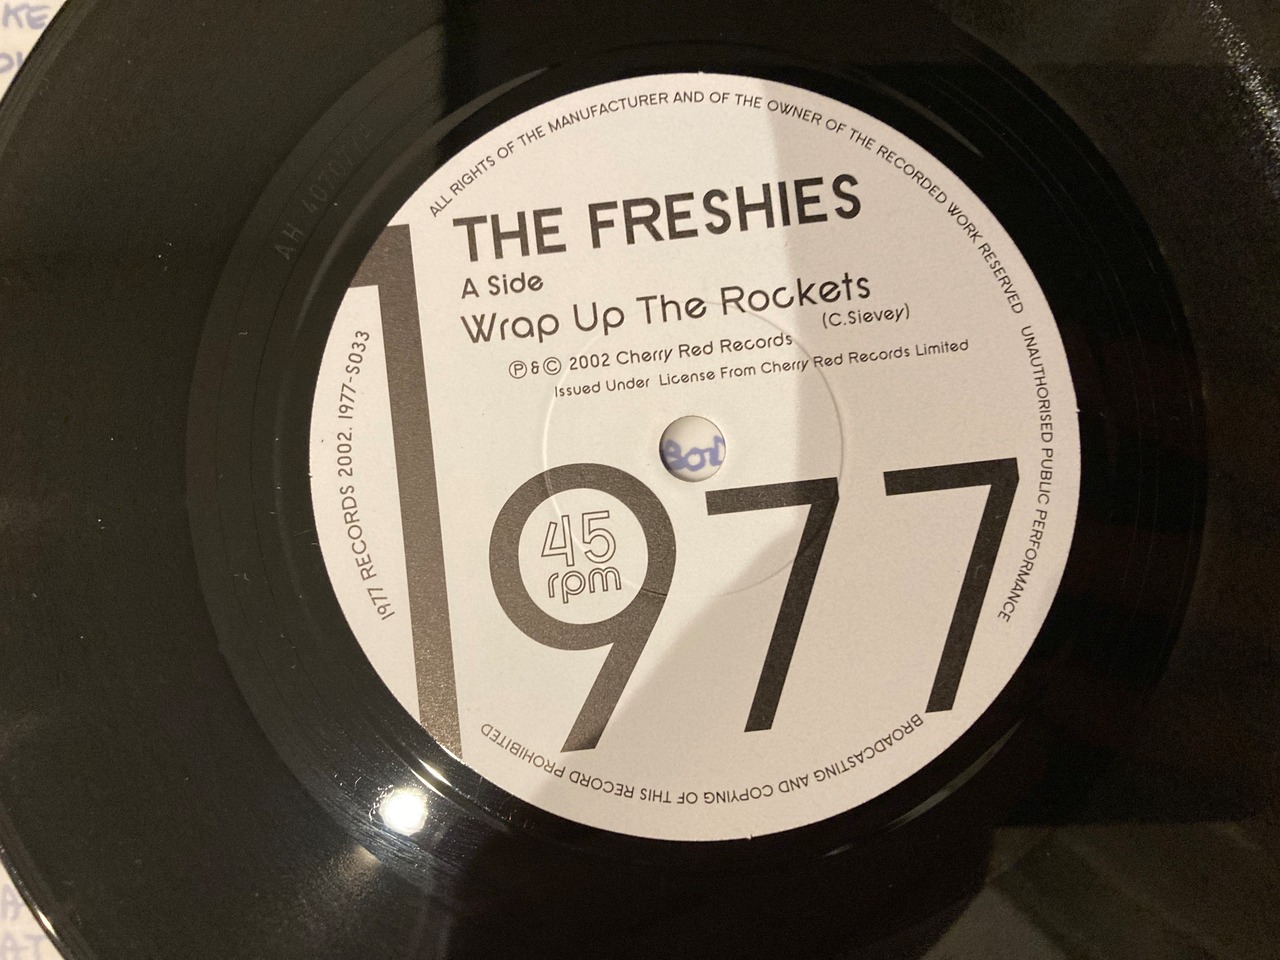 KE
ALL RIGHTS OF THE MANUFACTURER AND OF THE OWNER OF THE RECORDED WORK RESERVED UNAUTHORISED PUBLIC PERFORMANCE BROADCASTING AND COPYING OF THIS RECORD PROHIBITED
THE FRESHIES
A Side
Wrap Up The Rockets
(C.Sievey)
Ⓟ & © 2002 Cherry Red Records
Issued Under License From Cherry Red Records Limited
1977 RECORDS 2002. 1977-S033
1977
45
rpm
AT